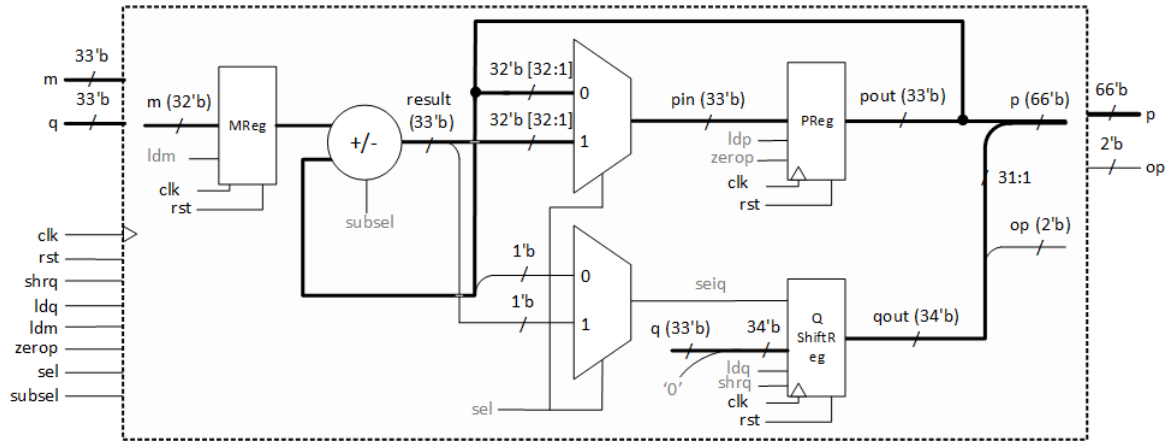 33'b
m
33'b
q
clk
rst
shrq
ldq
ldm
zerop
sel
subsel
m (32'b)
MReg
ldm
clk
rst
+/-
subsel
result
(33'b)
32'b [32:1]
0
32'b [32:1]
1
pin (33'b)
PReg
ldp
zerop
clk
rst
pout (33'b)
p (66'b)
31:1
op (2'b)
66'b
p
2'b
op
1'b
0
1'b
1
sel
seiq
q (33'b)
34'b
'0'
Q
ShiftR
eg
ldq
shrq
clk
rst
qout (34'b)